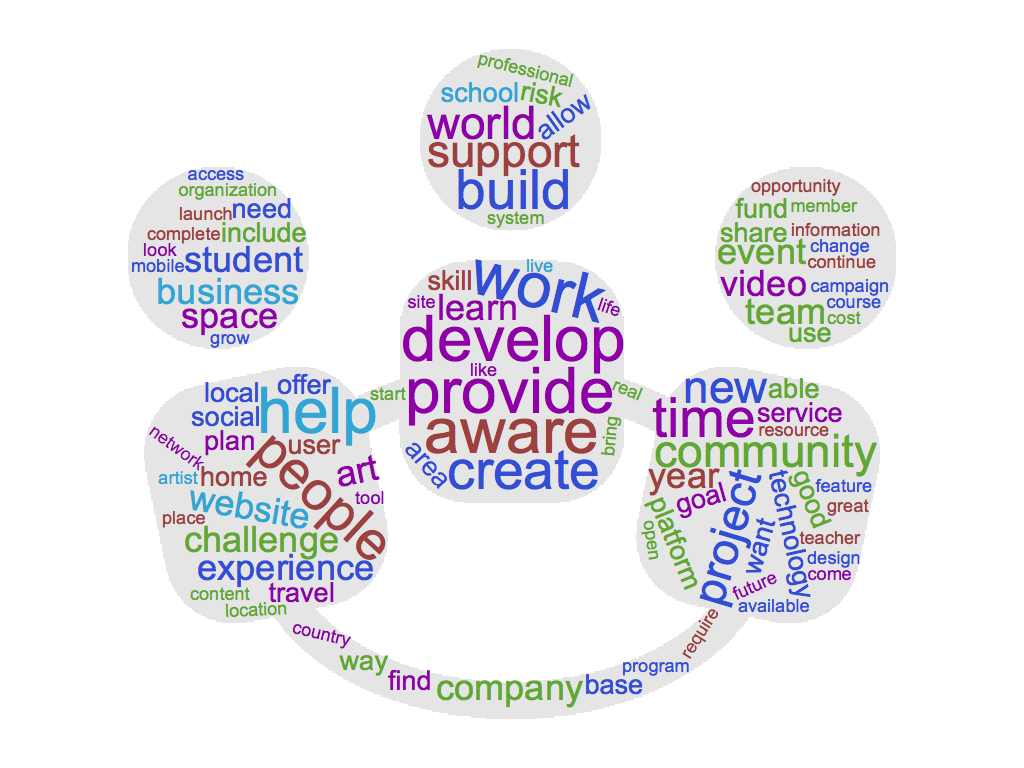 professional
school
risk
allow
world
support
build
system
access
organization
launch
need
complete
include
look
mobile
student
business
space
grow
opportunity
fund
member
share
information
event
change
continue
video
campaign
course
team
cost
use
live
skill
work
site
learn
life
develop
like
provide
aware
bring
area
create
start
real
local
offer
social
help
plan
user
network
people
art
artist
home
tool
website
place
challenge
experience
content
travel
location
new
able
time
service
resource
community
year
goal
project
technology
good
feature
platform
great
open
want
teacher
design
future
come
available
country
way
find
company
base
program
require